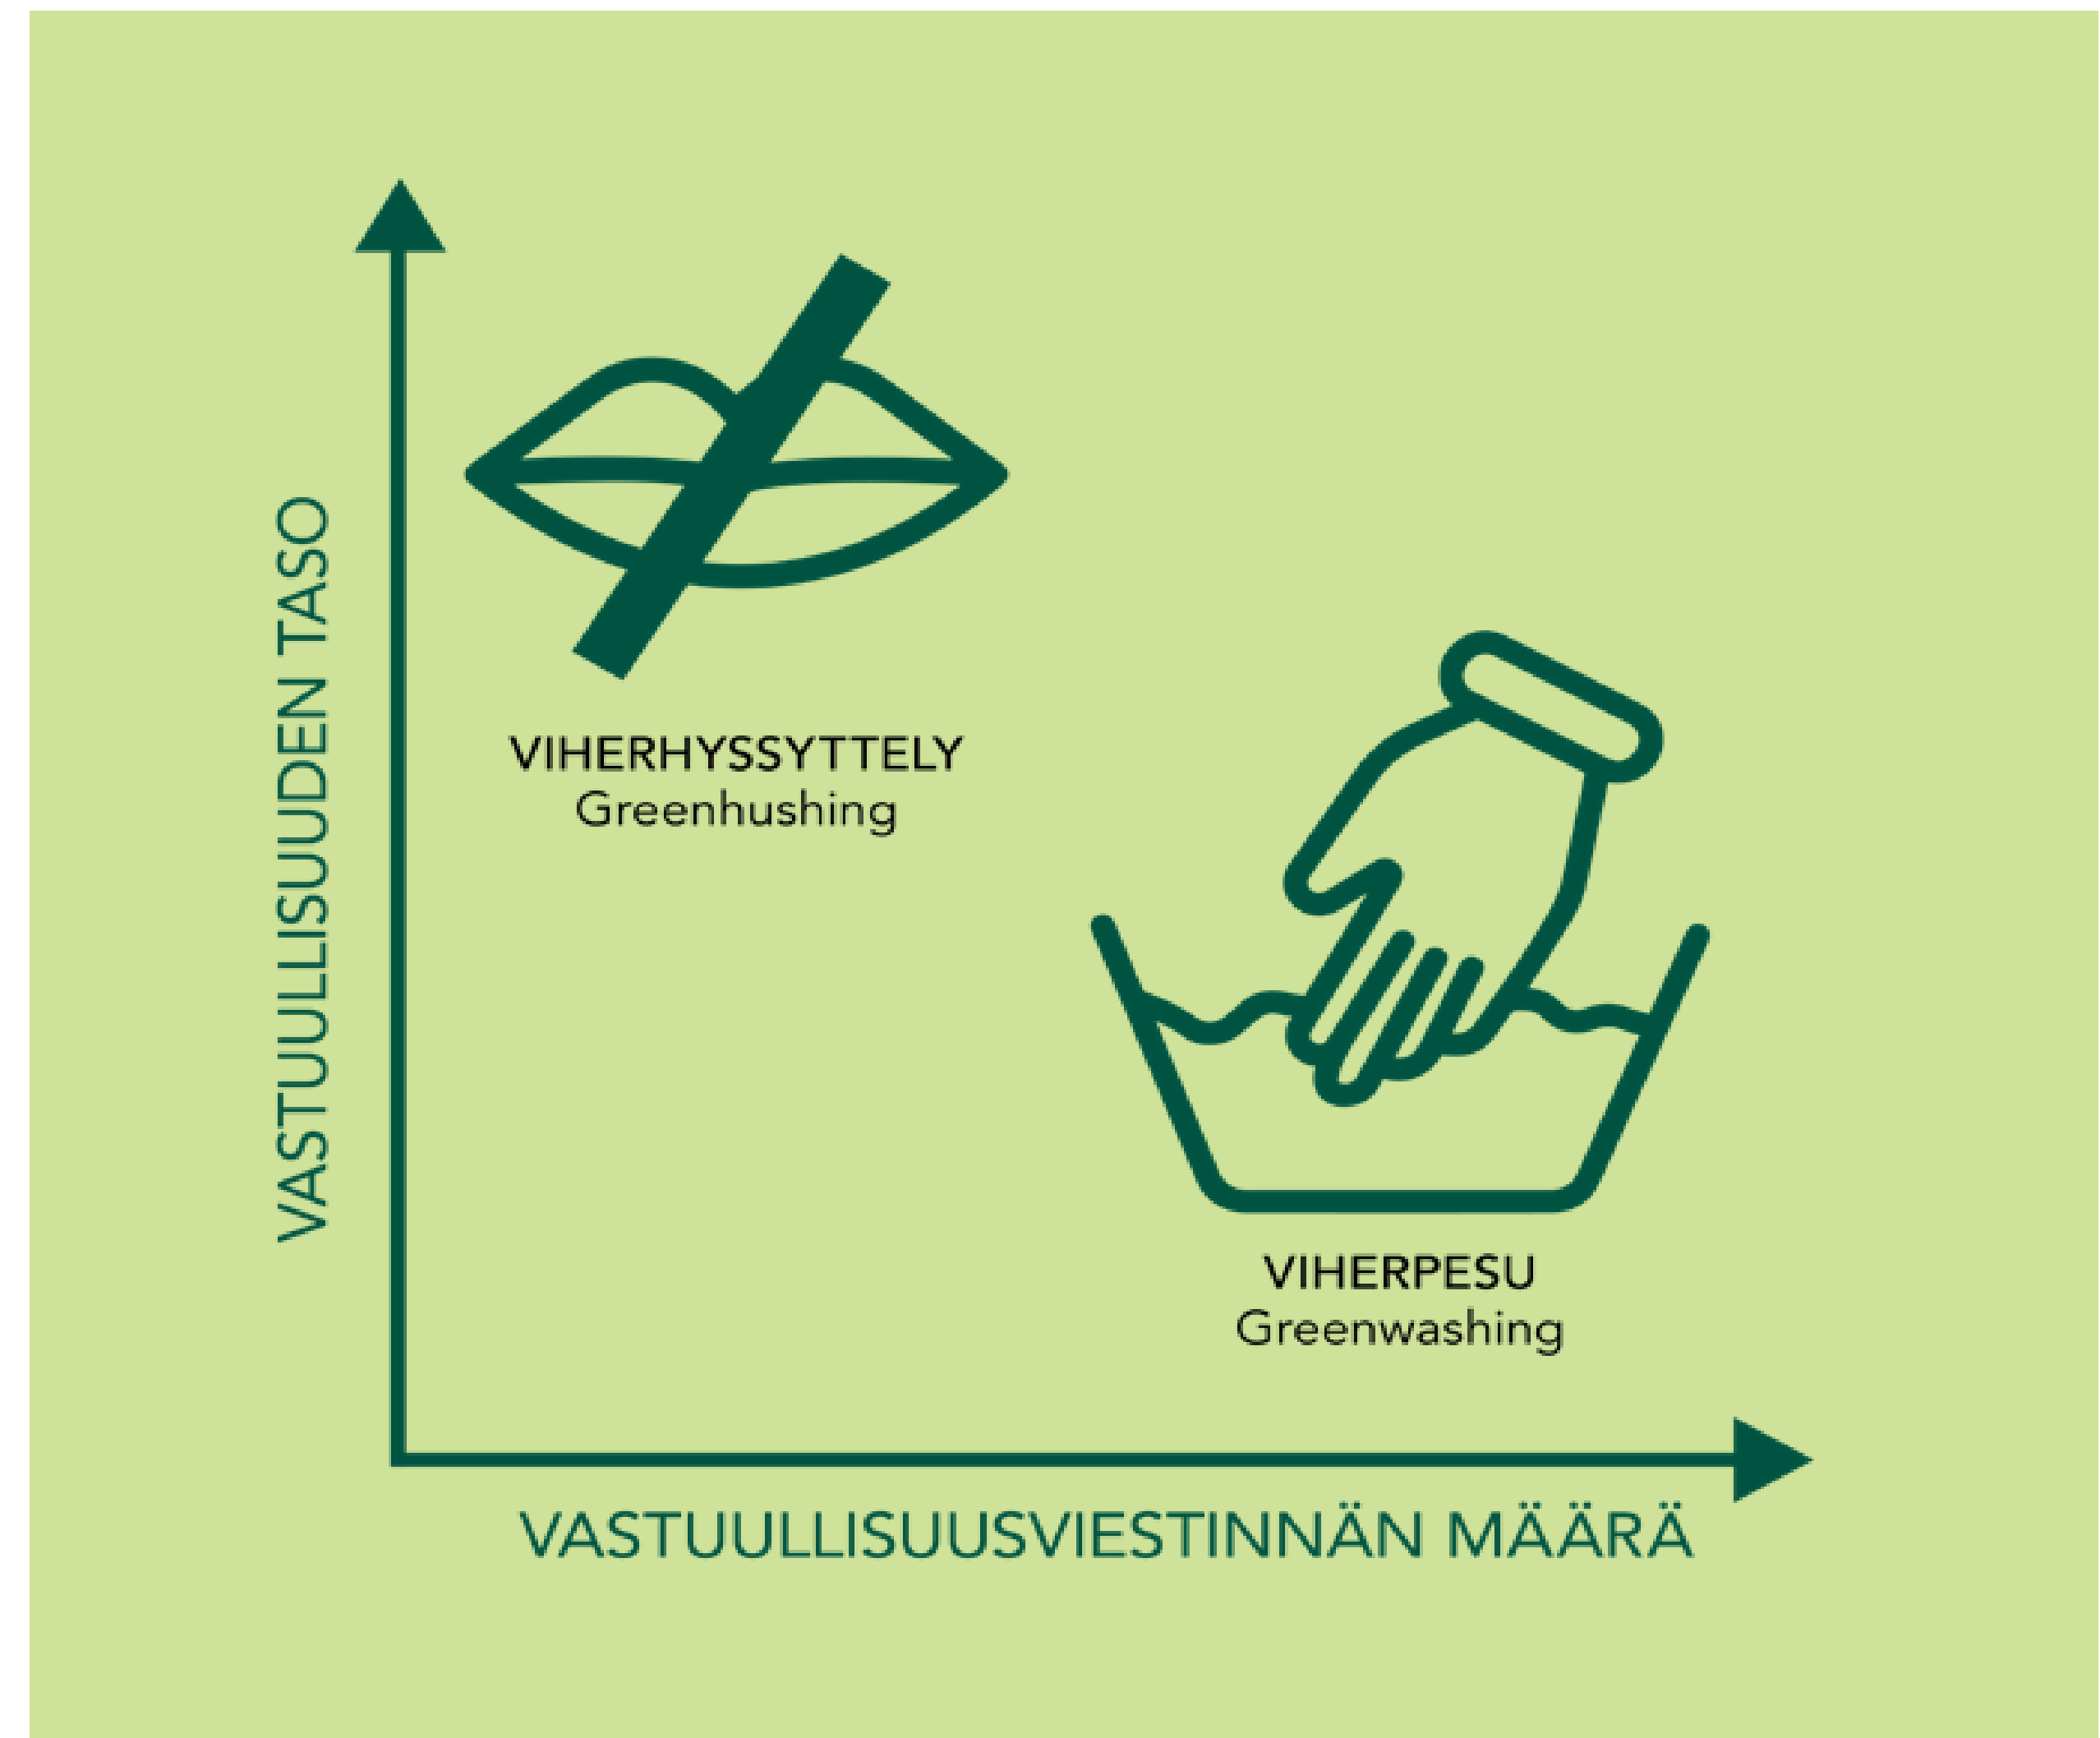 VASTUULLISUUDEN TASO
VIHERHYSSYTTELY
Greenhushing
VIHERPESU
Greenwashing
VASTUULLISUUSVIESTINNÄN MÄÄRÄ